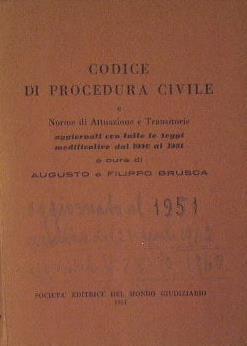 CODICE
DI PROCEDURA CIVILE
e
Norme di Attuazione e Transitorie
aggiornati con tutte le leggi
modificative dal 1940 al 1951
a cura di
AUGUSTO e FILIPPO BRUSCA
1951
SOCIETÀ EDITRICE DEL MONDO GIUDIZIARIO
1951